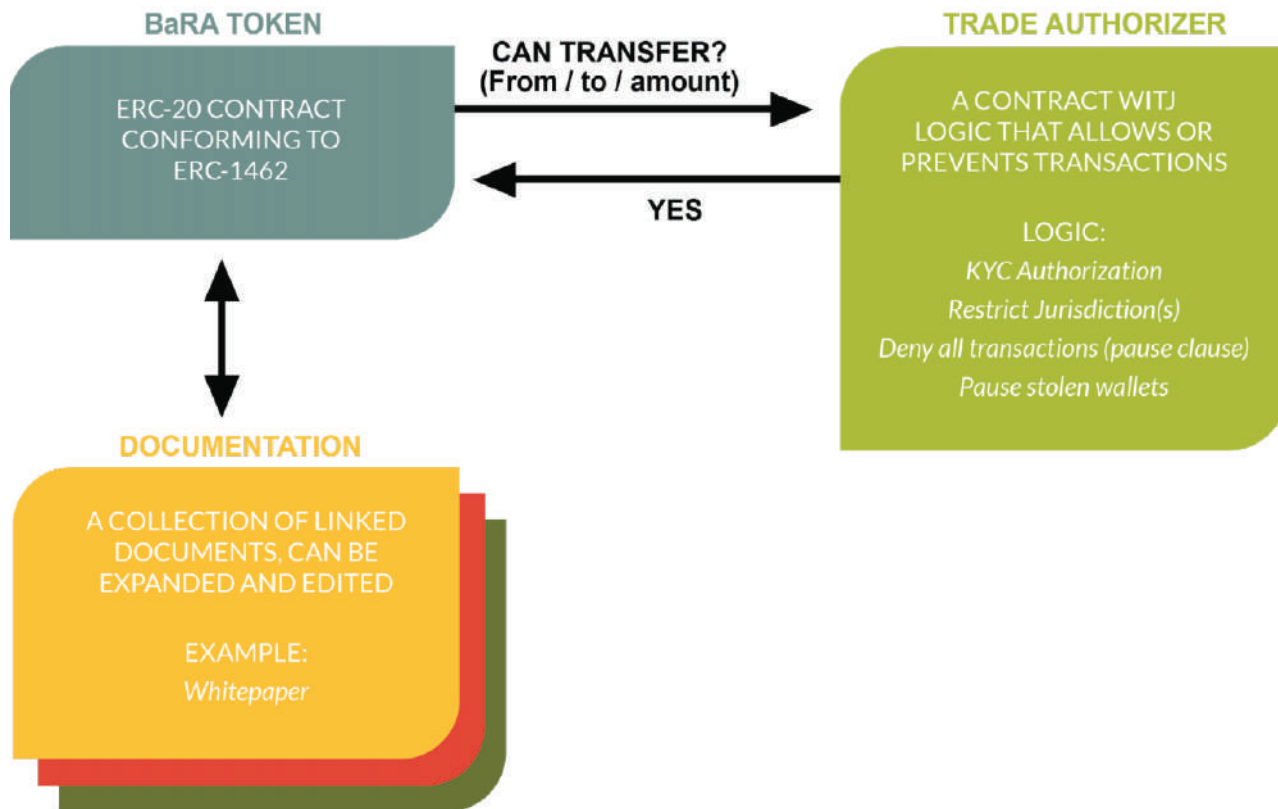 BaRA TOKEN
ERC-20 CONTRACT
CONFORMING TO
ERC-1462
CAN TRANSFER?
(From / to / amount)
YES
TRADE AUTHORIZER
A CONTRACT WITJ
LOGIC THAT ALLOWS OR
PREVENTS TRANSACTIONS
LOGIC:
KYC Authorization
Restrict Jurisdiction(s)
Deny all transactions (pause clause)
Pause stolen wallets
DOCUMENTATION
A COLLECTION OF LINKED
DOCUMENTS, CAN BE
EXPANDED AND EDITED
EXAMPLE:
Whitepaper